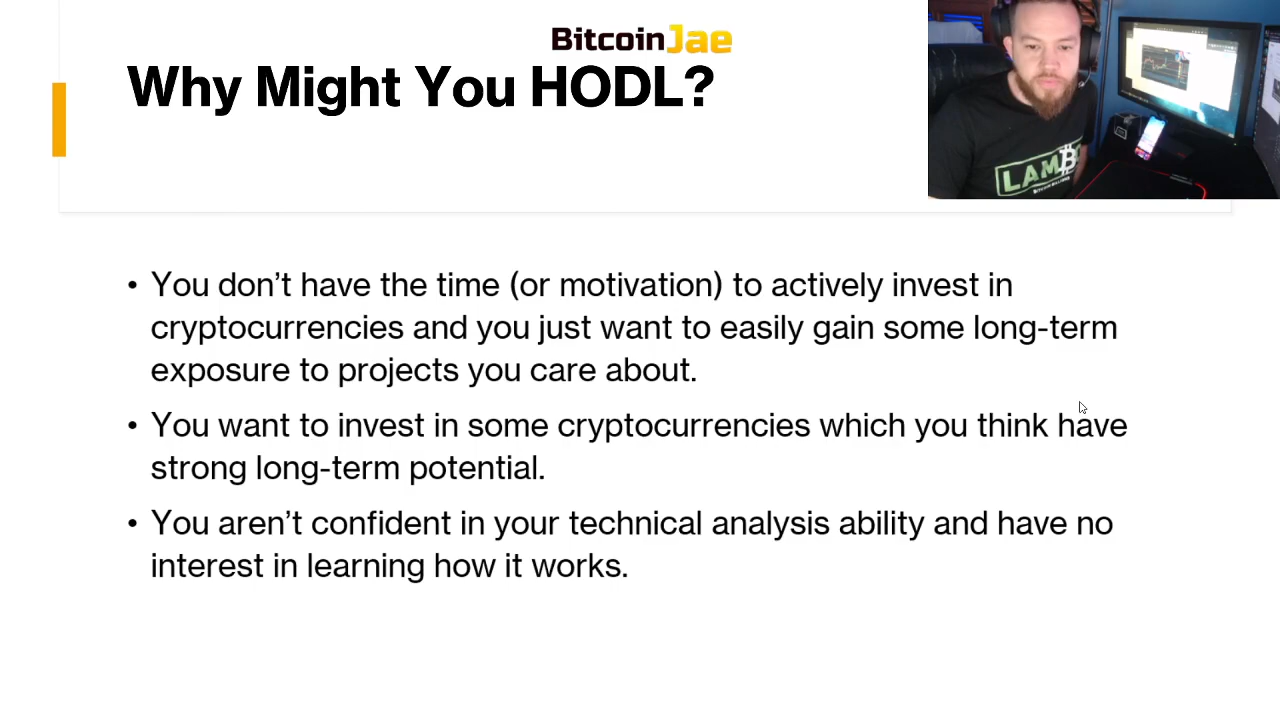 BitcoinJae
Why Might You HODL?
LAMB
• You don’t have the time (or motivation) to actively invest in
cryptocurrencies and you just want to easily gain some long-term
exposure to projects you care about.
• You want to invest in some cryptocurrencies which you think have
strong long-term potential.
• You aren’t confident in your technical analysis ability and have no
interest in learning how it works.